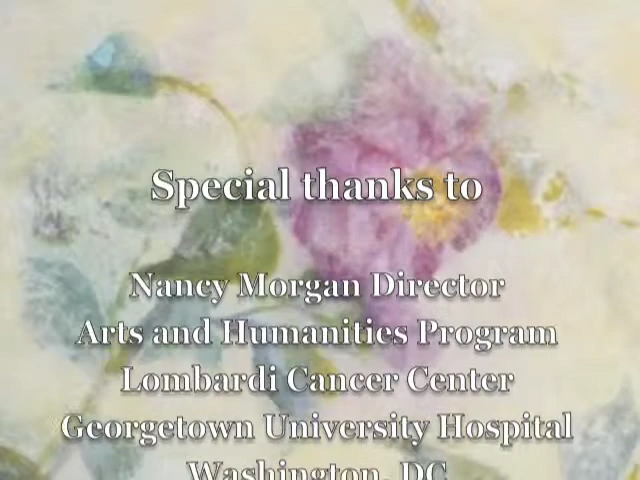 Special thanks to
Nancy Morgan Director
Arts and Humanities Program
Lombardi Cancer Center
Georgetown University Hospital
Washington, DC